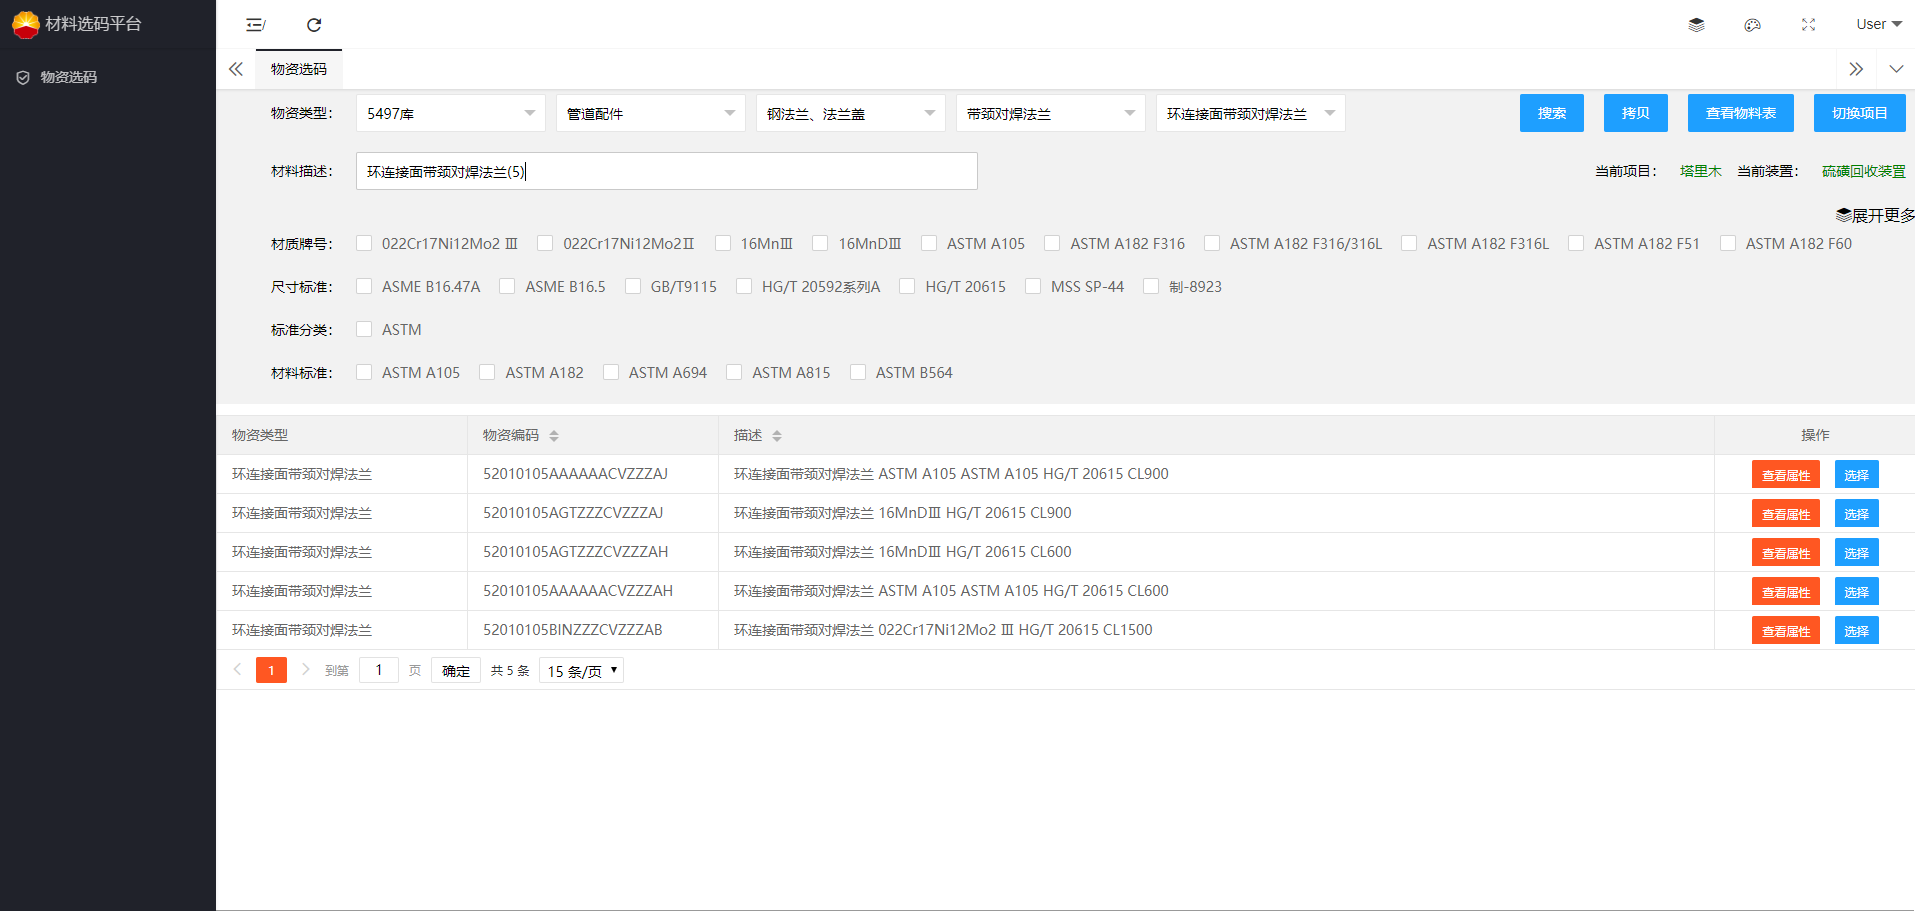 材料选码平台
User
物资选码
物资选码
物资类型： 5497库 管道配件 钢法兰、法兰盖 带颈对焊法兰 环连接面带颈对焊法兰 搜索 拷贝 查看物料表 切换项目
材料描述： 环连接面带颈对焊法兰(5) 当前项目： 塔里木 当前装置： 硫磺回收装置
展开更多
材质牌号： 022Cr17Ni12Mo2 Ⅲ 022Cr17Ni12Mo2Ⅱ 16MnⅢ 16MnDⅢ ASTM A105 ASTM A182 F316 ASTM A182 F316/316L ASTM A182 F316L ASTM A182 F51 ASTM A182 F60
尺寸标准： ASME B16.47A ASME B16.5 GB/T9115 HG/T 20592系列A HG/T 20615 MSS SP-44 制-8923
标准分类： ASTM
材料标准： ASTM A105 ASTM A182 ASTM A694 ASTM A815 ASTM B564
物资类型 物资编码 描述 操作
环连接面带颈对焊法兰 52010105AAAAAACVZZZAJ 环连接面带颈对焊法兰 ASTM A105 ASTM A105 HG/T 20615 CL900 查看属性 选择
环连接面带颈对焊法兰 52010105AGTZZZCVZZZAJ 环连接面带颈对焊法兰 16MnDⅢ HG/T 20615 CL900 查看属性 选择
环连接面带颈对焊法兰 52010105AGTZZZCVZZZAH 环连接面带颈对焊法兰 16MnDⅢ HG/T 20615 CL600 查看属性 选择
环连接面带颈对焊法兰 52010105AAAAAACVZZZAH 环连接面带颈对焊法兰 ASTM A105 ASTM A105 HG/T 20615 CL600 查看属性 选择
环连接面带颈对焊法兰 52010105BINZZZCVZZZAB 环连接面带颈对焊法兰 022Cr17Ni12Mo2 Ⅲ HG/T 20615 CL1500 查看属性 选择
1 到第 1 页 确定 共 5 条 15 条/页